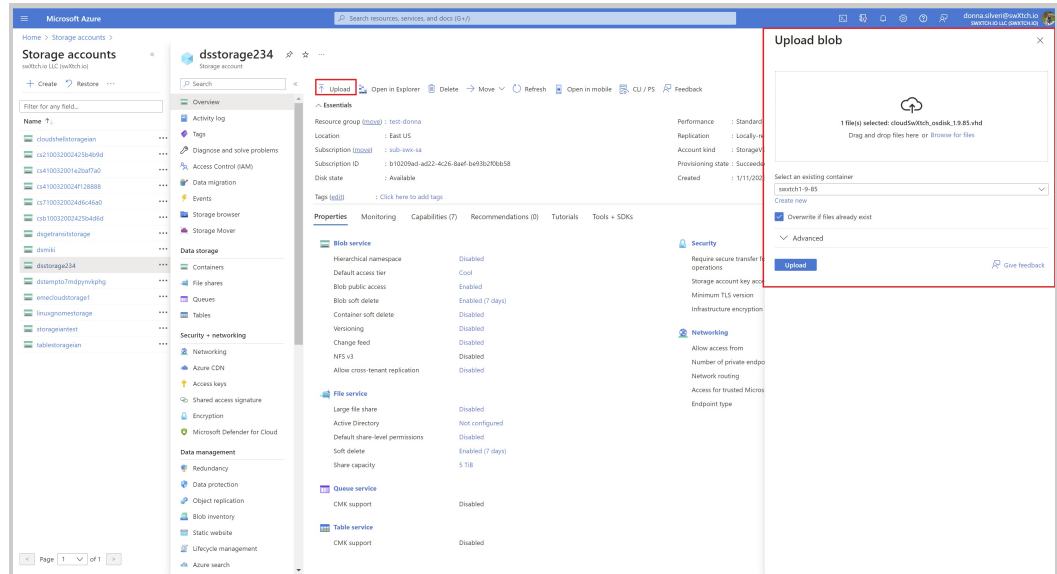 Microsoft Azure
Search resources, services, and docs (G+/)
donna.silveri@swXtch.io
SWXTCH.IO LLC (SWXTCH.IO)
Home > Storage accounts >
Storage accounts
swXtch.io LLC (swXtch.io)
+ Create
Restore
Filter for any field...
Name ↑
cloudshellstorageian
cs210032002425b4b9d
cs410032001e2baf7a0
cs4100320024f128888
cs7100320024d6c46a0
csb10032002425b4d6d
dsgetransitstorage
dsmiki
dsstorage234
dstempto7mdpynvkphg
emecloudstorage1
linuxgnomestorage
storageiantest
tablestorageian
< Page 1 of 1 >
dsstorage234
Storage account
Search
Overview
Activity log
Tags
Diagnose and solve problems
Access Control (IAM)
Data migration
Events
Storage browser
Storage Mover
Data storage
Containers
File shares
Queues
Tables
Security + networking
Networking
Azure CDN
Access keys
Shared access signature
Encryption
Microsoft Defender for Cloud
Data management
Redundancy
Data protection
Object replication
Blob inventory
Static website
Lifecycle management
Azure search
Upload Open in Explorer Delete Move Refresh Open in mobile CLI / PS Feedback
Essentials
Resource group (move) : test-donna
Location : East US
Subscription (move) : sub-swx-sa
Subscription ID : b10209ad-ad22-4c26-8aef-be93b2f0bb58
Disk state : Available
Tags (edit) : Click here to add tags
Performance : Standard
Replication : Locally-re
Account kind : StorageV
Provisioning state : Succeede
Created : 1/11/202
Properties Monitoring Capabilities (7) Recommendations (0) Tutorials Tools + SDKs
Blob service
Hierarchical namespace Disabled
Default access tier Cool
Blob public access Enabled
Blob soft delete Enabled (7 days)
Container soft delete Disabled
Versioning Disabled
Change feed Disabled
NFS v3 Disabled
Allow cross-tenant replication Disabled
File service
Large file share Disabled
Active Directory Not configured
Default share-level permissions Disabled
Soft delete Enabled (7 days)
Share capacity 5 TiB
Queue service
CMK support Disabled
Table service
CMK support Disabled
Security
Require secure transfer fo
operations
Storage account key acce
Minimum TLS version
Infrastructure encryption
Networking
Allow access from
Number of private endpo
Network routing
Access for trusted Micros
Endpoint type
Upload blob
1 file(s) selected: cloudSwXtch_osdisk_1.9.85.vhd
Drag and drop files here or Browse for files
Select an existing container
swxtch1-9-85
Create new
Overwrite if files already exist
Advanced
Upload
Give feedback